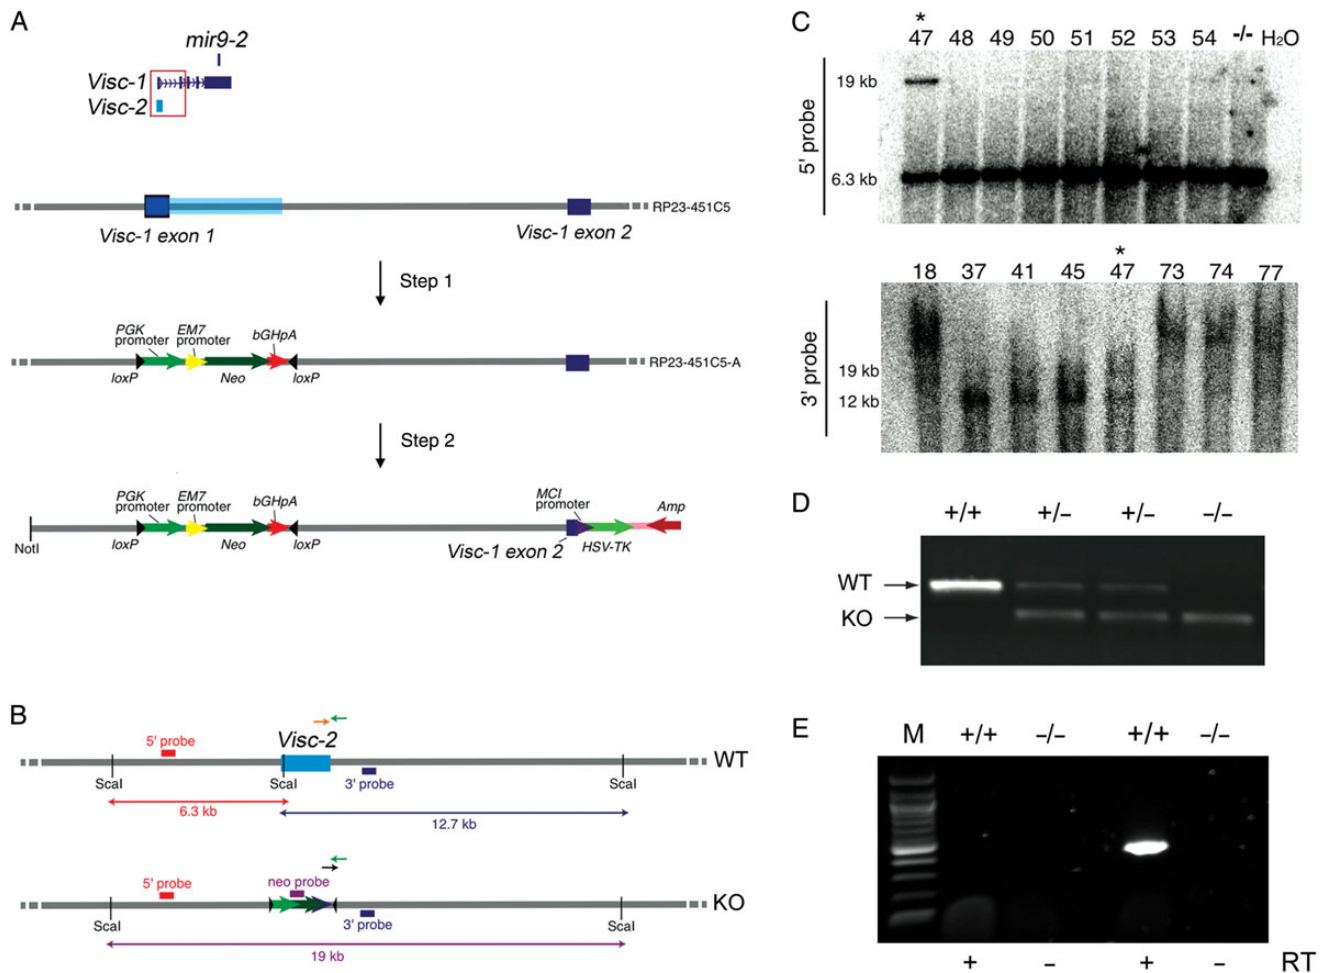 A
mir9-2
Visc-1
Visc-2
RP23-451C5
Visc-1 exon 1
Visc-1 exon 2
Step 1
PGK promoter
EM7 promoter
bGHpA
loxP
Neo
loxP
RP23-451C5-A
Step 2
PGK promoter
EM7 promoter
bGHpA
MCI promoter
Amp
NotI
loxP
Neo
loxP
Visc-1 exon 2
HSV-TK
B
5' probe
Visc-2
WT
ScaI
ScaI
3' probe
ScaI
6.3 kb
12.7 kb
5' probe
neo probe
KO
ScaI
3' probe
ScaI
19 kb
C
*
47 48 49 50 51 52 53 54 -/- H2O
5' probe
19 kb
6.3 kb
*
18 37 41 45 47 73 74 77
3' probe
19 kb
12 kb
D
+/+ +/– +/– –/–
WT
KO
E
M +/+ –/– +/+ –/–
+ – + – RT